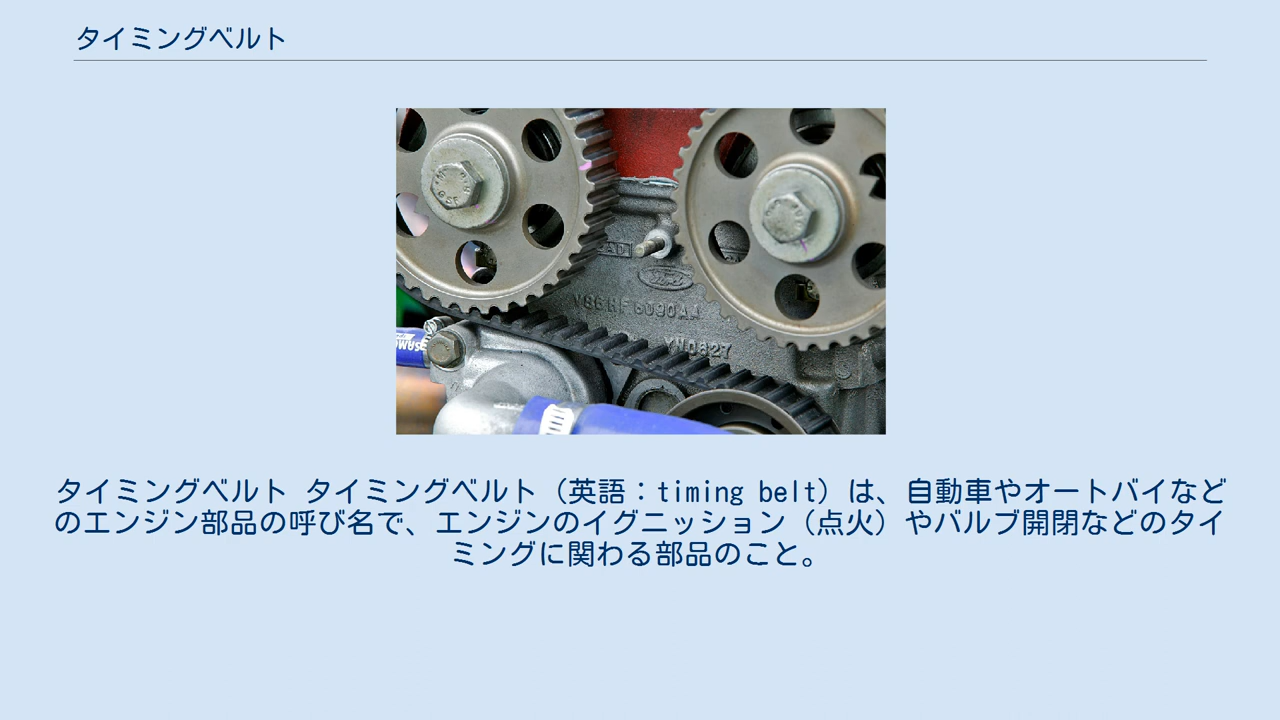 タイミングベルト
YN0627
タイミングベルト タイミングベルト（英語：timing belt）は、自動車やオートバイなど
のエンジン部品の呼び名で、エンジンのイグニッション（点火）やバルブ開閉などのタイ
ミングに関わる部品のこと。